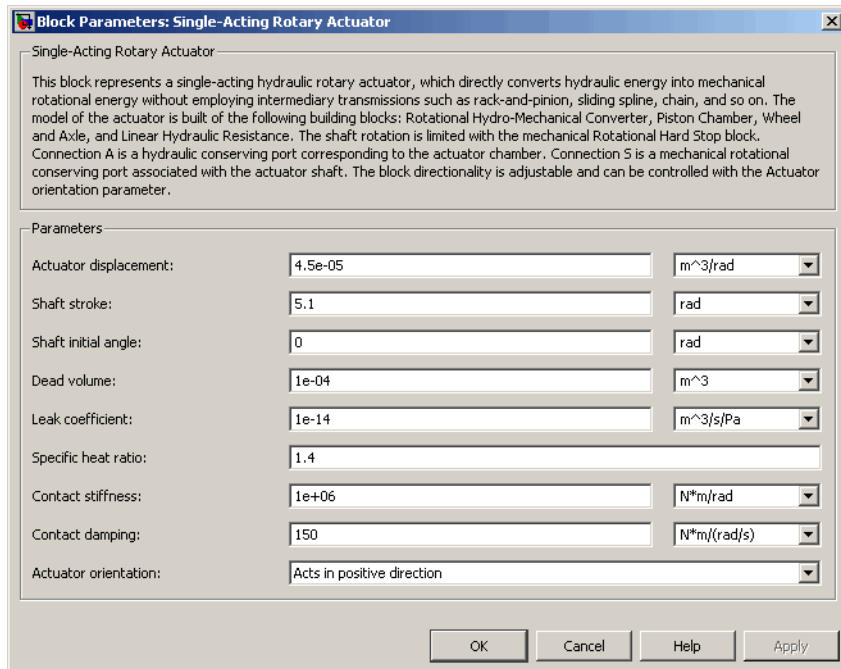 Block Parameters: Single-Acting Rotary Actuator
Single-Acting Rotary Actuator
This block represents a single-acting hydraulic rotary actuator, which directly converts hydraulic energy into mechanical
rotational energy without employing intermediary transmissions such as rack-and-pinion, sliding spline, chain, and so on. The
model of the actuator is built of the following building blocks: Rotational Hydro-Mechanical Converter, Piston Chamber, Wheel
and Axle, and Linear Hydraulic Resistance. The shaft rotation is limited with the mechanical Rotational Hard Stop block.
Connection A is a hydraulic conserving port corresponding to the actuator chamber. Connection S is a mechanical rotational
conserving port associated with the actuator shaft. The block directionality is adjustable and can be controlled with the Actuator
orientation parameter.
Parameters
Actuator displacement: 4.5e-05 m^3/rad
Shaft stroke: 5.1 rad
Shaft initial angle: 0 rad
Dead volume: 1e-04 m^3
Leak coefficient: 1e-14 m^3/s/Pa
Specific heat ratio: 1.4
Contact stiffness: 1e+06 N*m/rad
Contact damping: 150 N*m/(rad/s)
Actuator orientation: Acts in positive direction
OK Cancel Help Apply